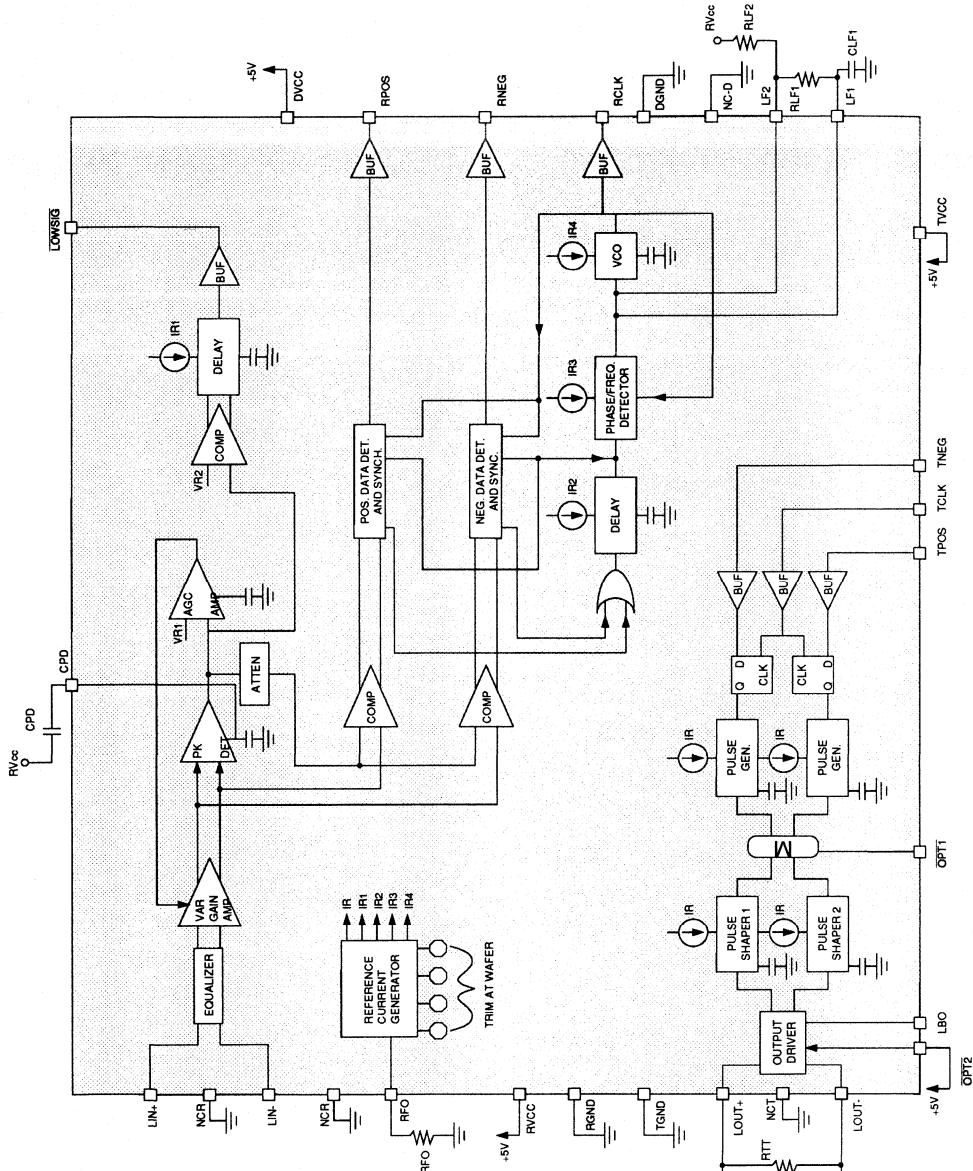 RVcc
CPD
CPD
LOWSIG
+5V
DVCC
LIN+
NCR
LIN-
EQUALIZER
VAR
GAIN
AMP
PK
DET
VR1
AGC
AMP
ATTEN
VR2
COMP
DELAY
IR1
BUF
COMP
POS. DATA DET.
AND SYNCH.
BUF
RPOS
COMP
NEG. DATA DET.
AND SYNC.
BUF
RNEG
NCR
RFO
RFO
REFERENCE
CURRENT
GENERATOR
IR
IR1
IR2
IR3
IR4
TRIM AT WAFER
IR2
DELAY
IR3
PHASE/FREQ.
DETECTOR
IR4
VCO
BUF
RCLK
DGND
NC-D
RVcc
RLF2
LF2
RLF1
LF1
CLF1
+5V
RVCC
RGND
TGND
LOUT+
NCT
LOUT-
RTT
OUTPUT
DRIVER
IR
PULSE
SHAPER 1
IR
PULSE
SHAPER 2
M
IR
PULSE
GEN.
IR
PULSE
GEN.
Q
D
CLK
CLK
Q
D
BUF
BUF
BUF
+5V
OPT2
LBO
OPT1
TPOS
TCLK
TNEG
+5V
TVCC